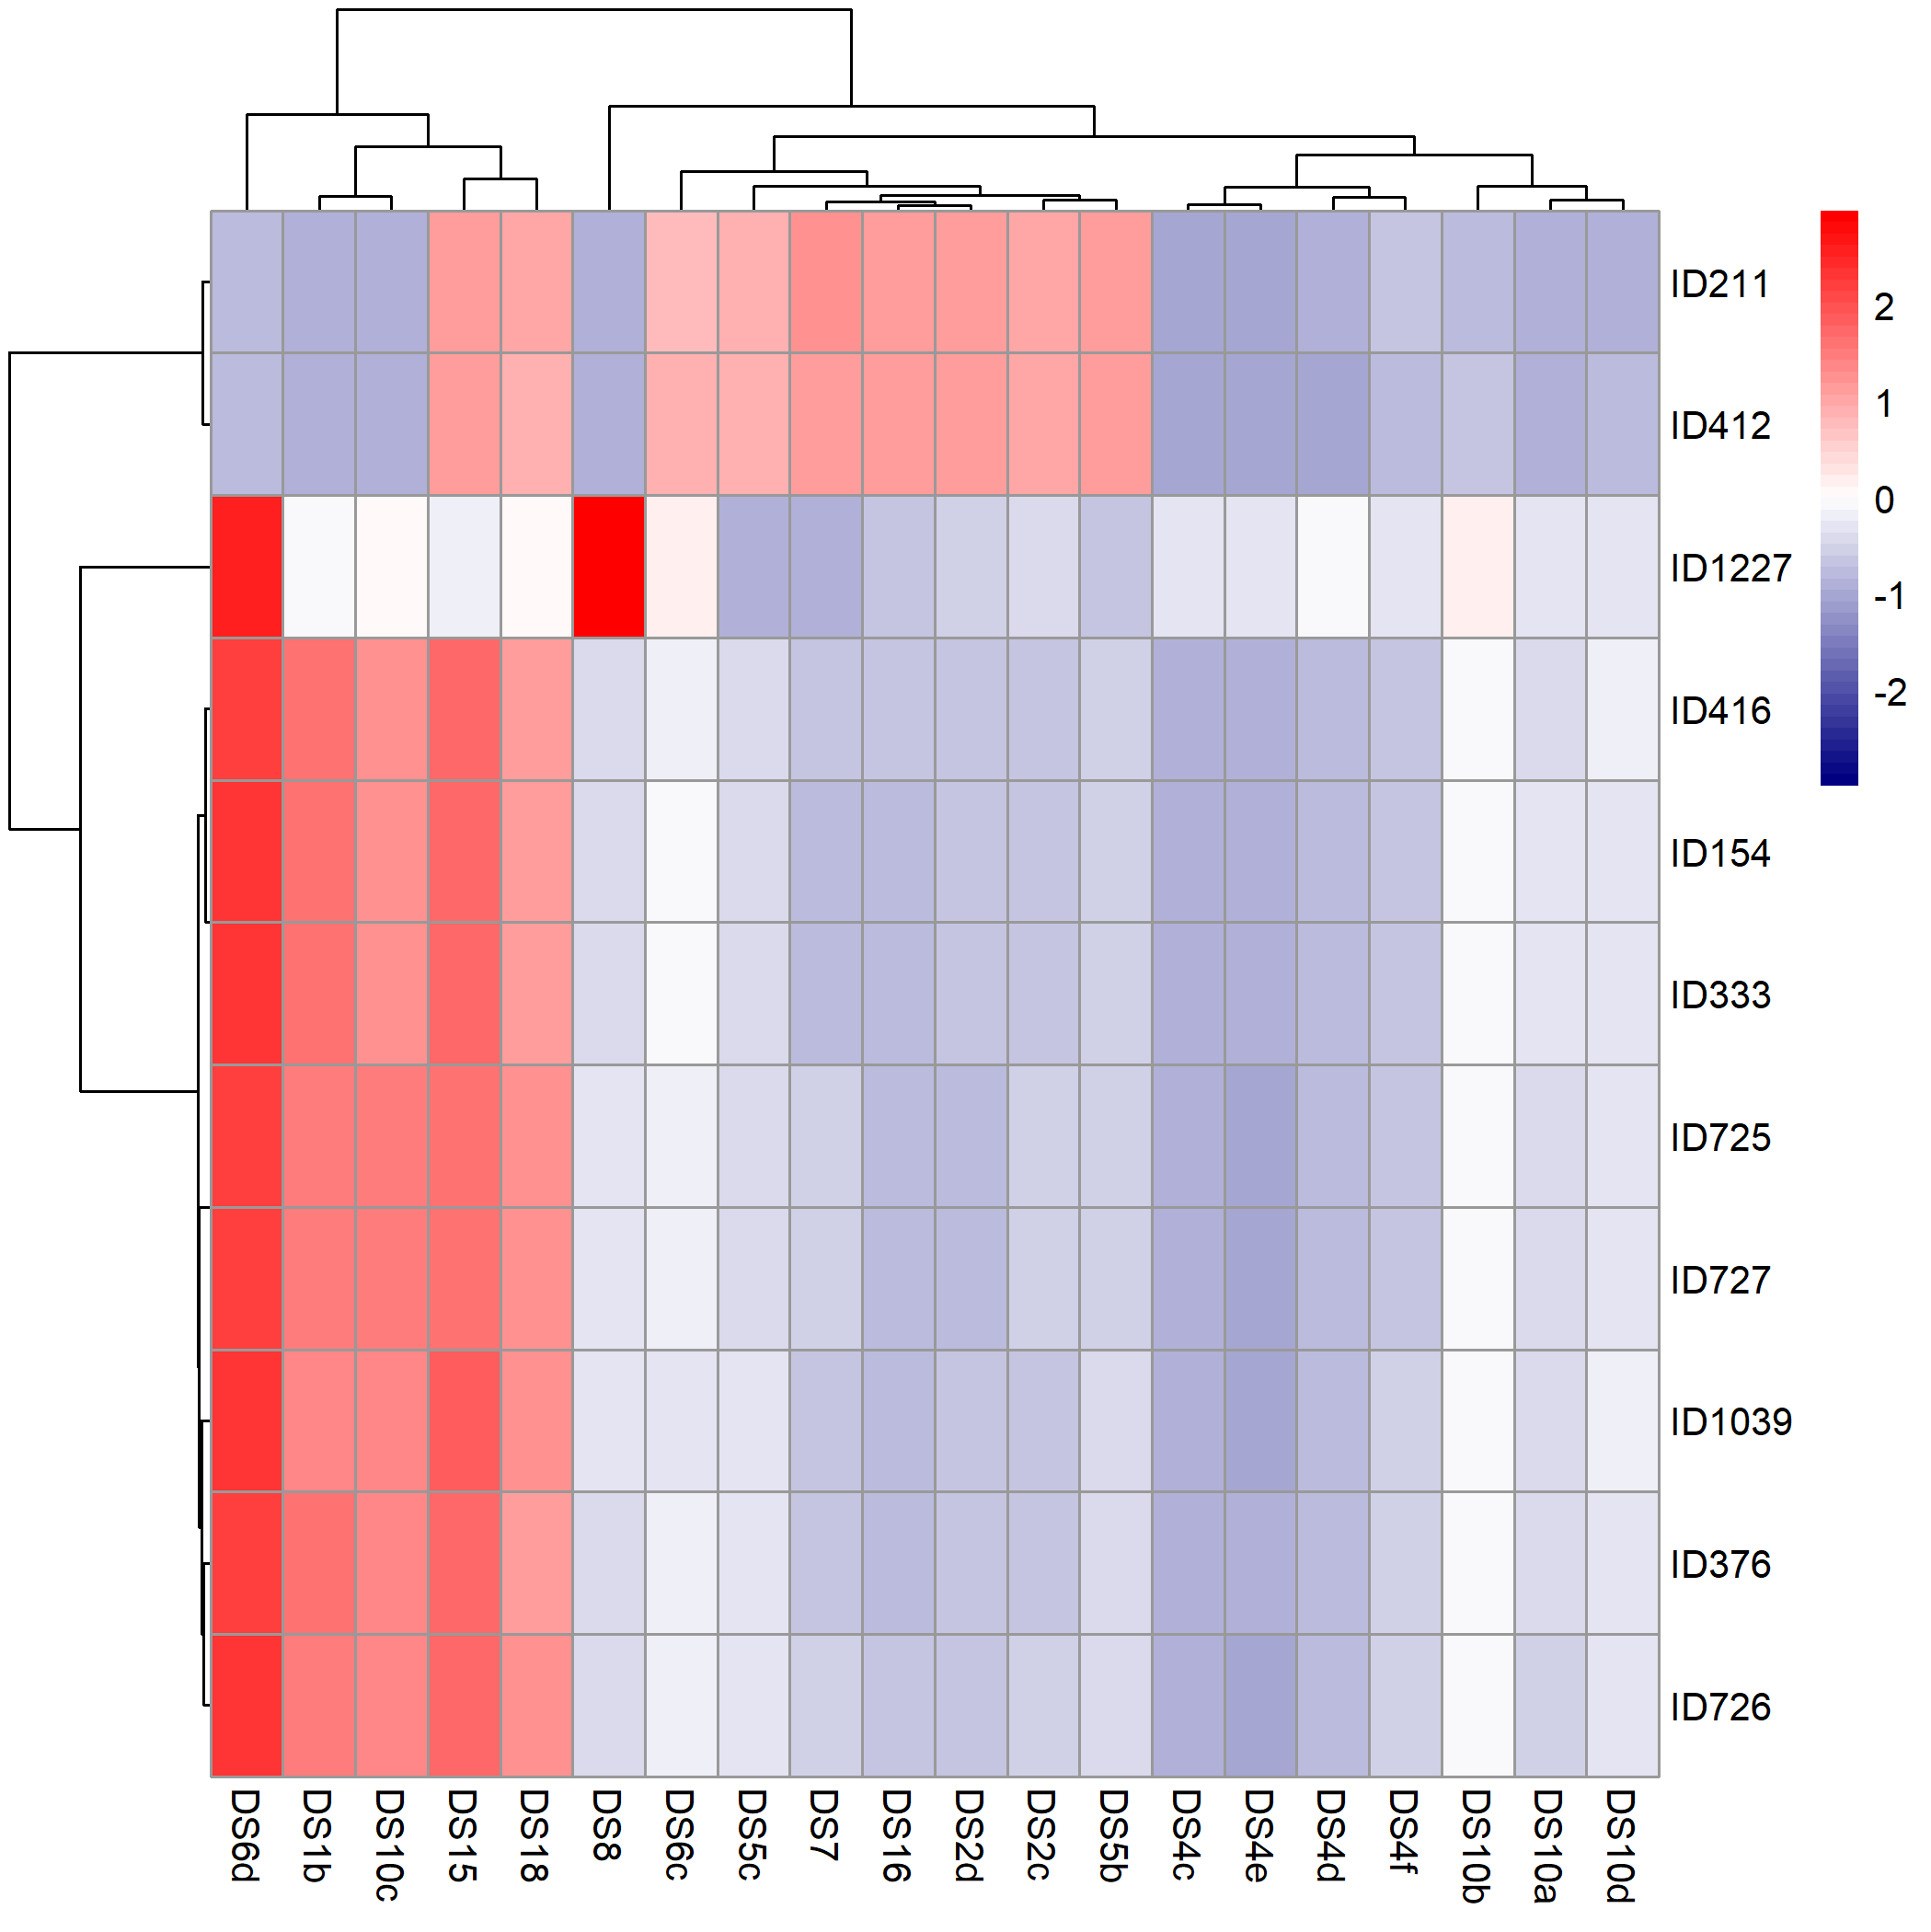 ID211
ID412
ID1227
ID416
ID154
ID333
ID725
ID727
ID1039
ID376
ID726
2
1
0
-1
-2
DS6d
DS1b
DS10c
DS15
DS18
DS8
DS6c
DS5c
DS7
DS16
DS2d
DS2c
DS5b
DS4c
DS4e
DS4d
DS4f
DS10b
DS10a
DS10d